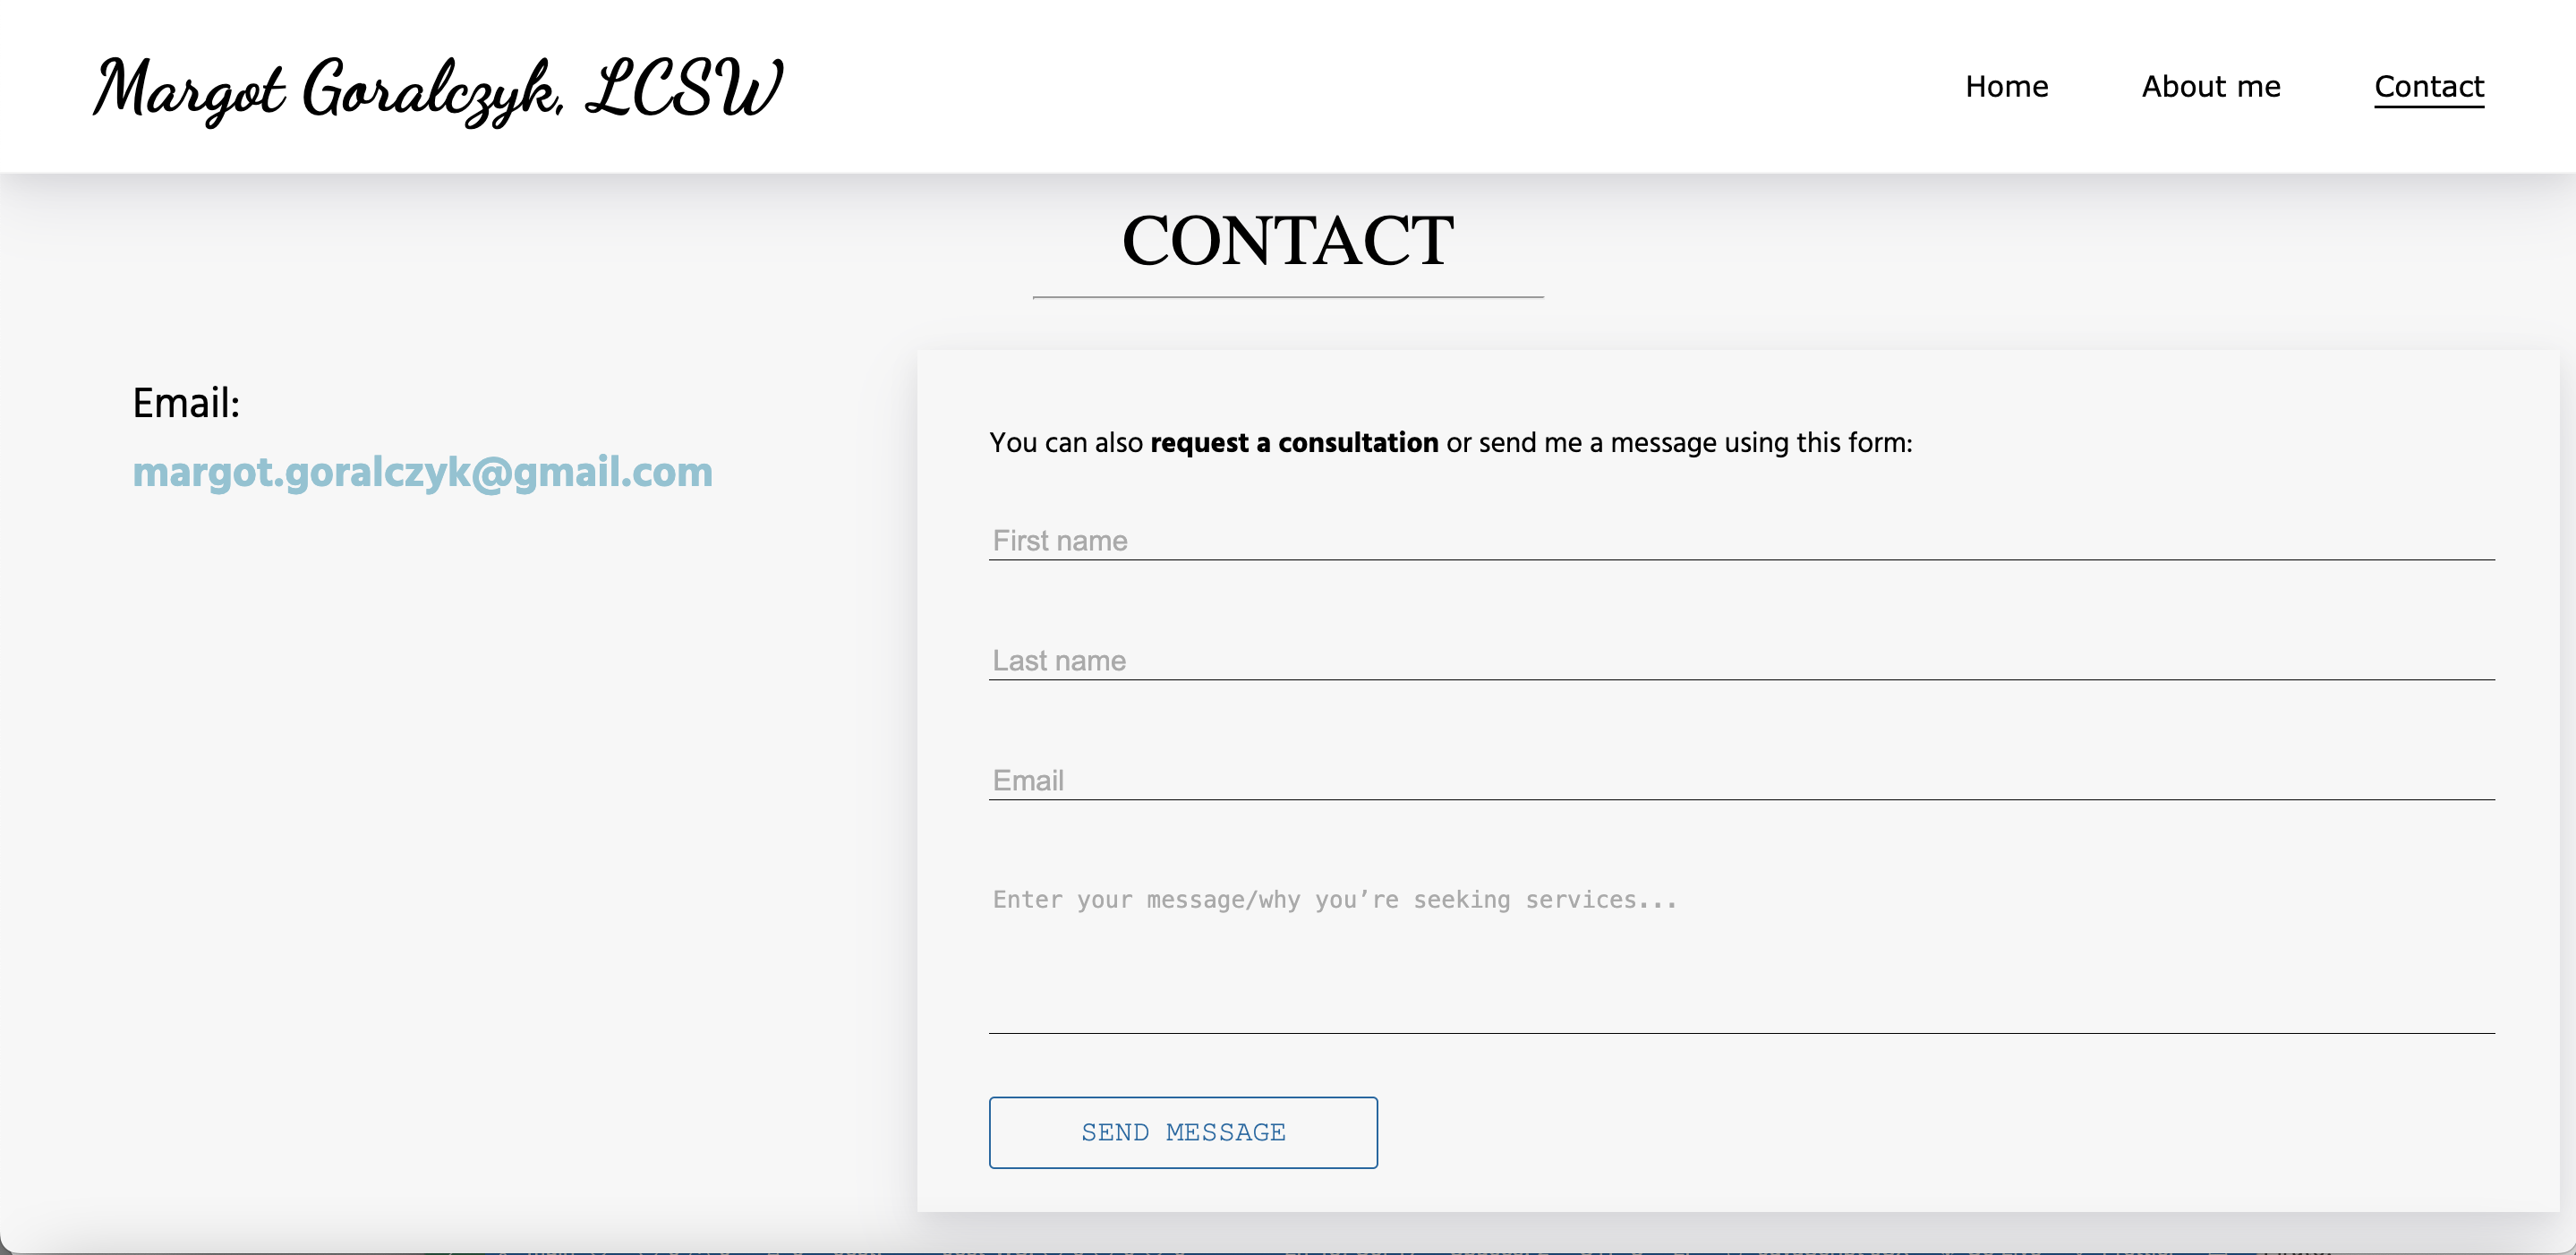 Margot Goralczyk, LCSW
Home
About me
Contact
CONTACT
Email:
margot.goralczyk@gmail.com
You can also request a consultation or send me a message using this form:
First name
Last name
Email
Enter your message/why you’re seeking services...
SEND MESSAGE